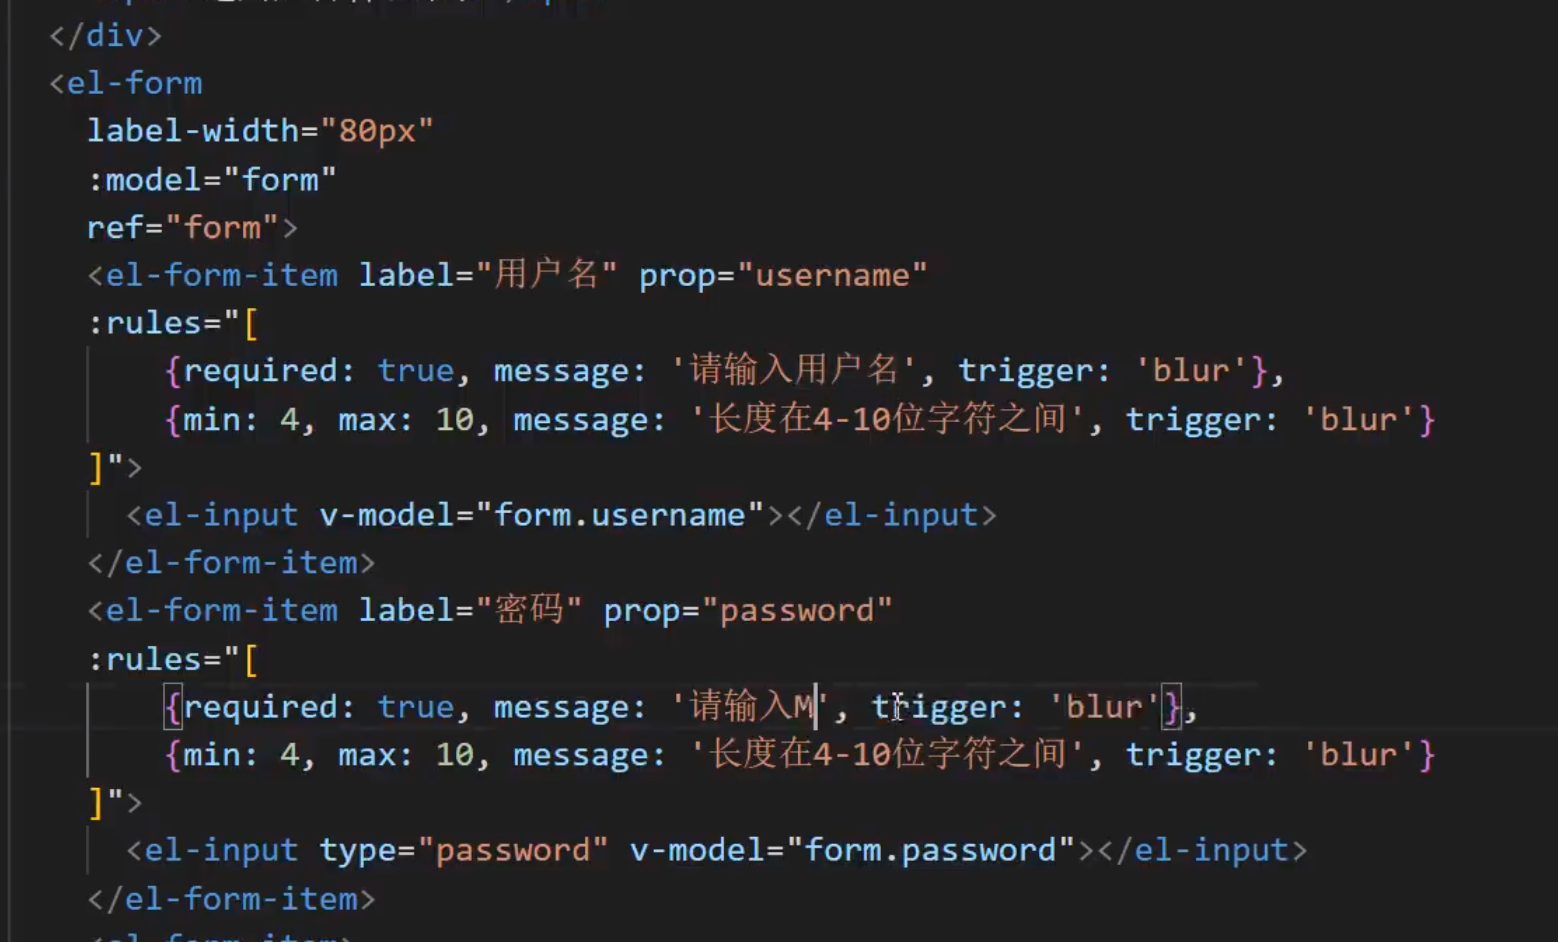 </div>
<el-form
label-width="80px"
:model="form"
ref="form">
<el-form-item label="用户名" prop="username"
:rules="[
{required: true, message: '请输入用户名', trigger: 'blur'},
{min: 4, max: 10, message: '长度在4-10位字符之间', trigger: 'blur'}
]">
<el-input v-model="form.username"></el-input>
</el-form-item>
<el-form-item label="密码" prop="password"
:rules="[
{required: true, message: '请输入M', trigger: 'blur'},
{min: 4, max: 10, message: '长度在4-10位字符之间', trigger: 'blur'}
]">
<el-input type="password" v-model="form.password"></el-input>
</el-form-item>
<el-form-item>